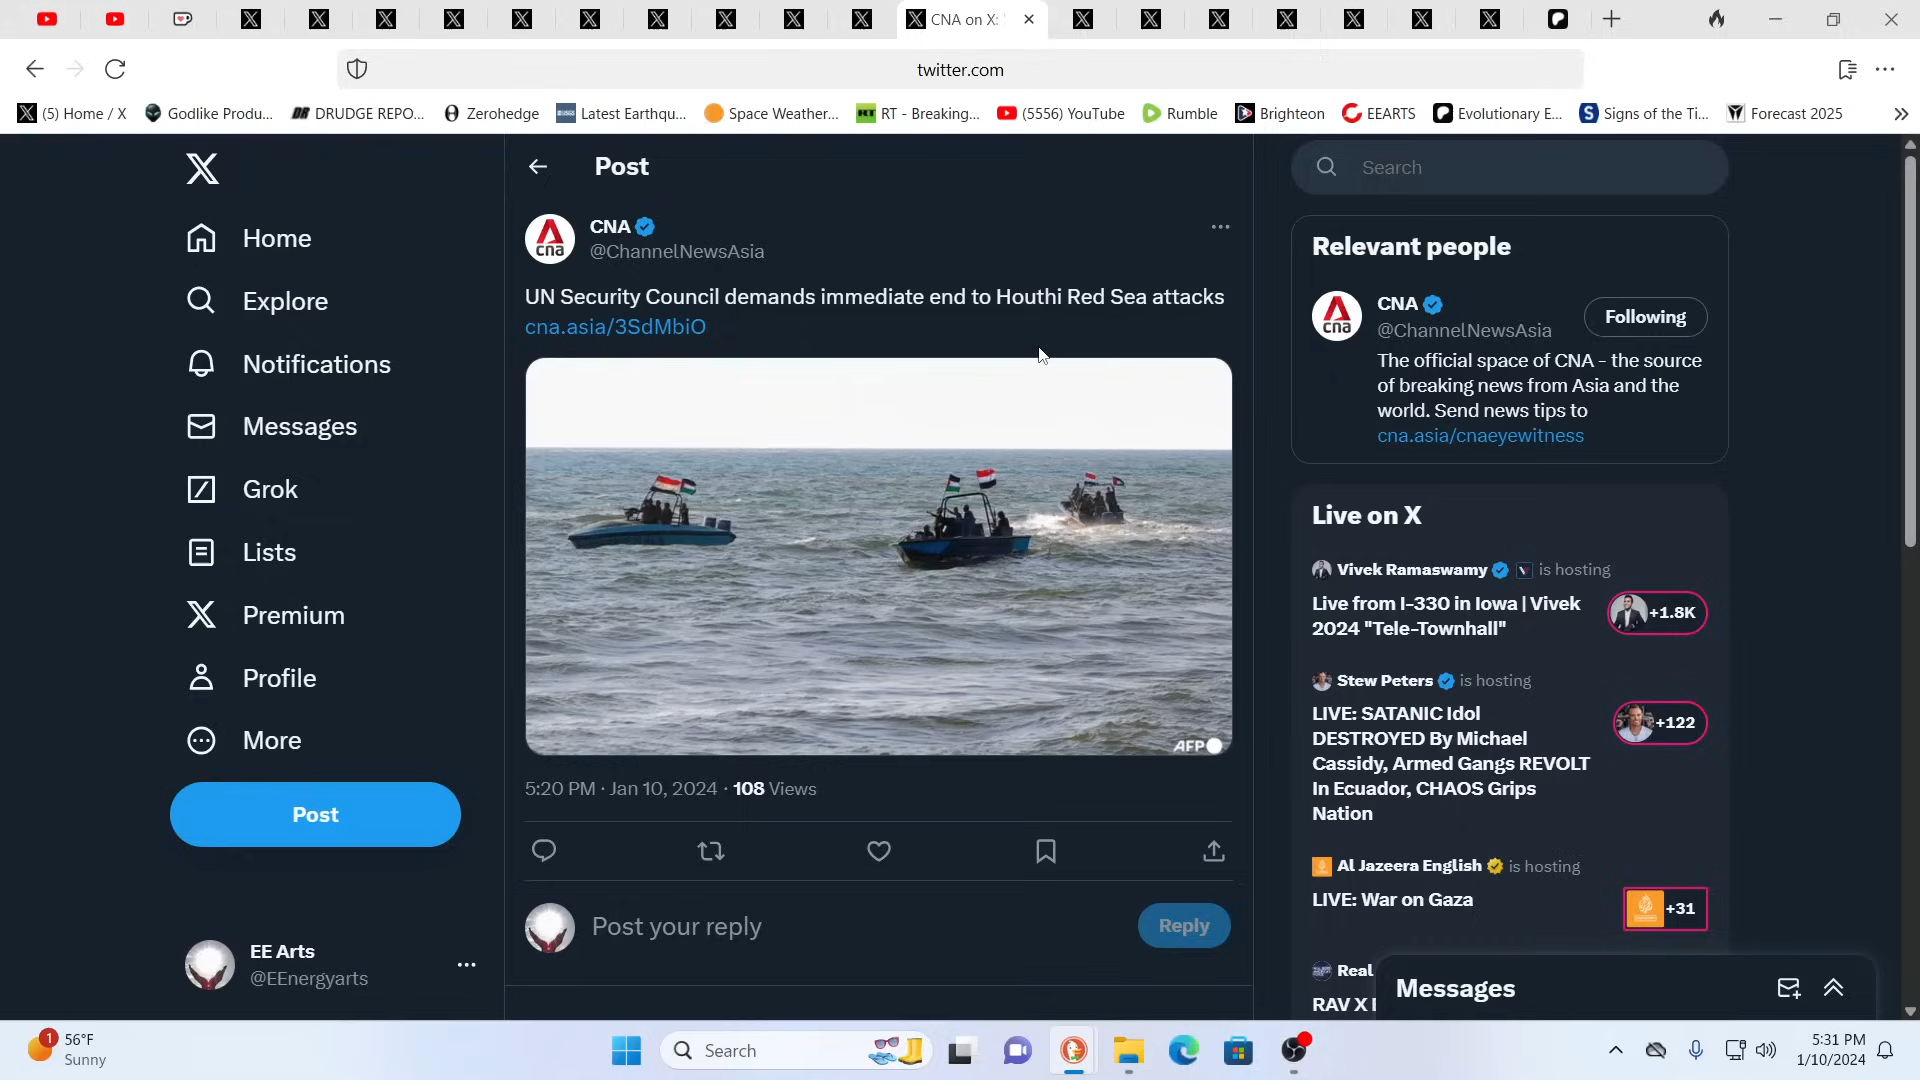 CNA on X: '
twitter.com
(5) Home / X
Godlike Produ...
DRUDGE REPO...
Zerohedge
Latest Earthqu...
Space Weather...
RT - Breaking...
(5556) YouTube
Rumble
Brighteon
EEARTS
Evolutionary E...
Signs of the Ti...
Forecast 2025
Home
Explore
Notifications
Messages
Grok
Lists
Premium
Profile
More
Post
EE Arts
@EEnergyarts
Post
CNA
@ChannelNewsAsia
UN Security Council demands immediate end to Houthi Red Sea attacks
cna.asia/3SdMbiO
AFP
5:20 PM · Jan 10, 2024 · 108 Views
Post your reply
Reply
Search
Relevant people
CNA
@ChannelNewsAsia
Following
The official space of CNA - the source
of breaking news from Asia and the
world. Send news tips to
cna.asia/cnaeyewitness
Live on X
Vivek Ramaswamy is hosting
Live from I-330 in Iowa | Vivek
2024 "Tele-Townhall"
+1.8K
Stew Peters is hosting
LIVE: SATANIC Idol
DESTROYED By Michael
Cassidy, Armed Gangs REVOLT
In Ecuador, CHAOS Grips
Nation
+122
Al Jazeera English is hosting
LIVE: War on Gaza
+31
Real
RAV X
Messages
1
56°F
Sunny
Search
5:31 PM
1/10/2024